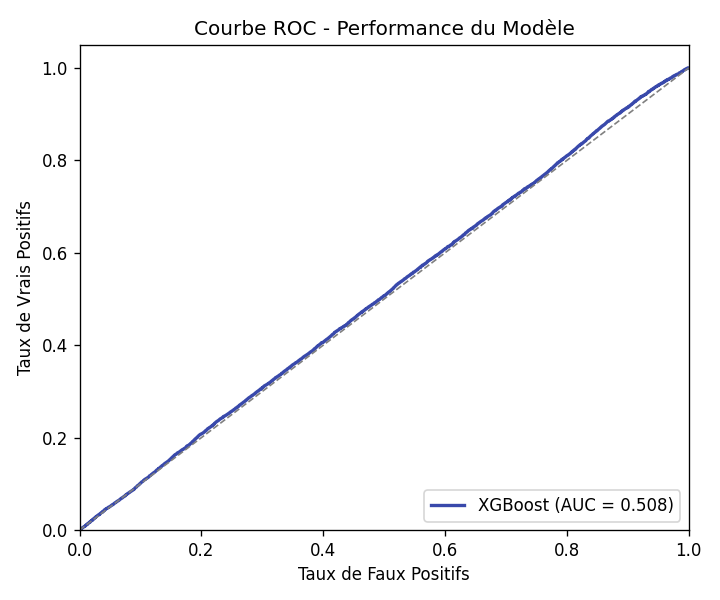 Courbe ROC - Performance du Modèle
Taux de Vrais Positifs
1.0
0.8
0.6
0.4
0.2
0.0
XGBoost (AUC = 0.508)
0.0 0.2 0.4 0.6 0.8 1.0
Taux de Faux Positifs